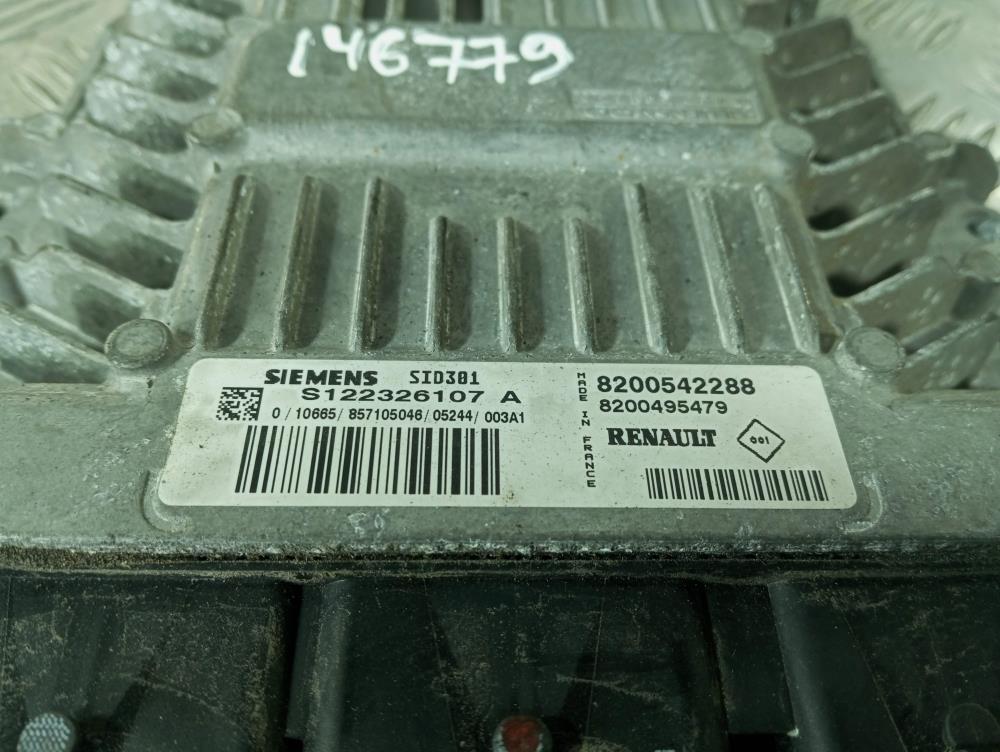 146779
SIEMENS SID301
S122326107 A
0 / 10665 / 857105046 / 05244 / 003A1
MADE IN FRANCE
8200542288
8200495479
RENAULT 001